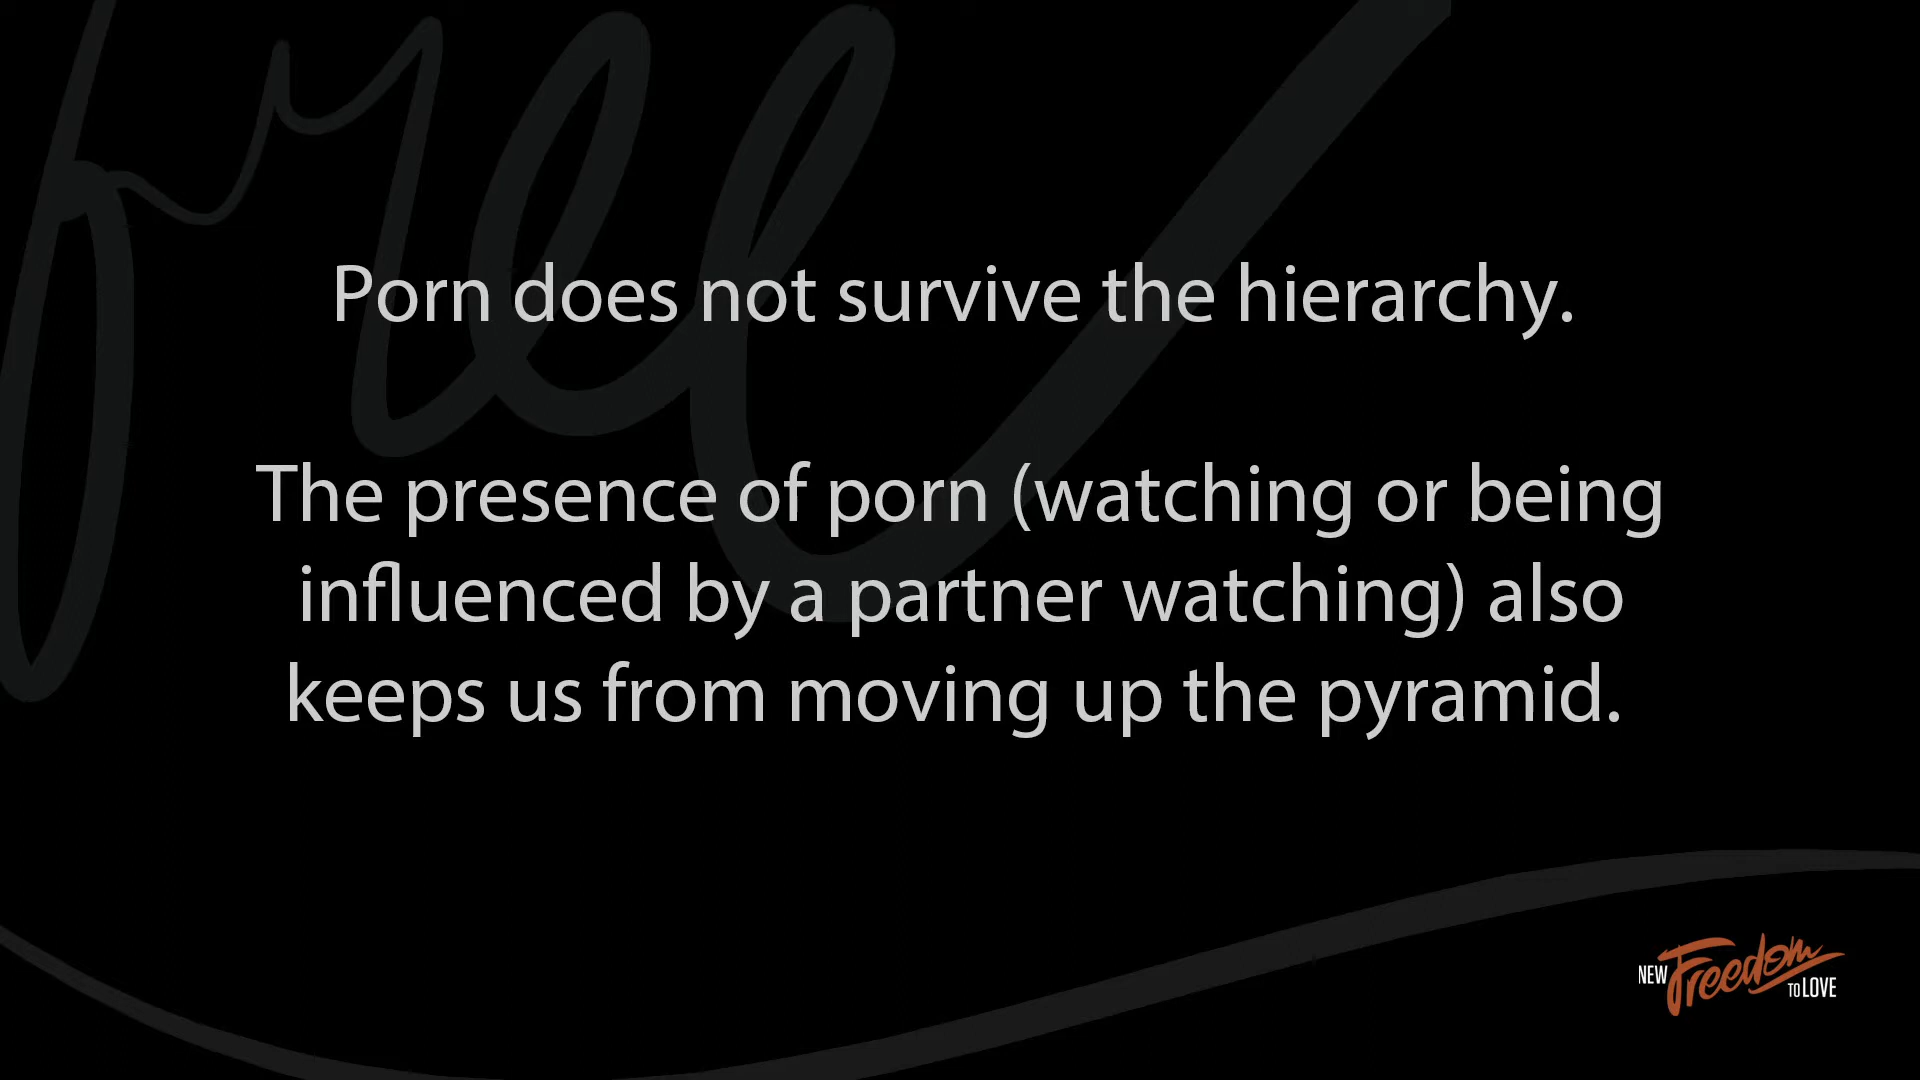 free
Porn does not survive the hierarchy.
The presence of porn (watching or being
influenced by a partner watching) also
keeps us from moving up the pyramid.
NEW Freedom TO LOVE